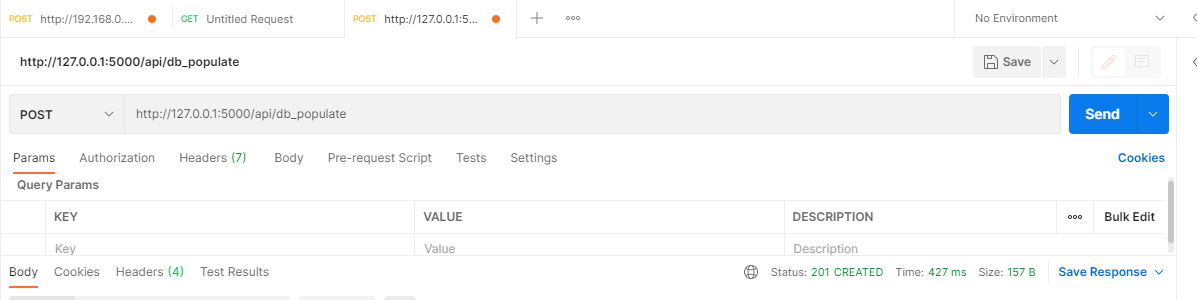 POST http://192.168.0.... GET Untitled Request POST http://127.0.0.1:5... No Environment
http://127.0.0.1:5000/api/db_populate Save
POST http://127.0.0.1:5000/api/db_populate Send
Params Authorization Headers (7) Body Pre-request Script Tests Settings Cookies
Query Params
KEY VALUE DESCRIPTION Bulk Edit
Key Value Description
Body Cookies Headers (4) Test Results Status: 201 CREATED Time: 427 ms Size: 157 B Save Response